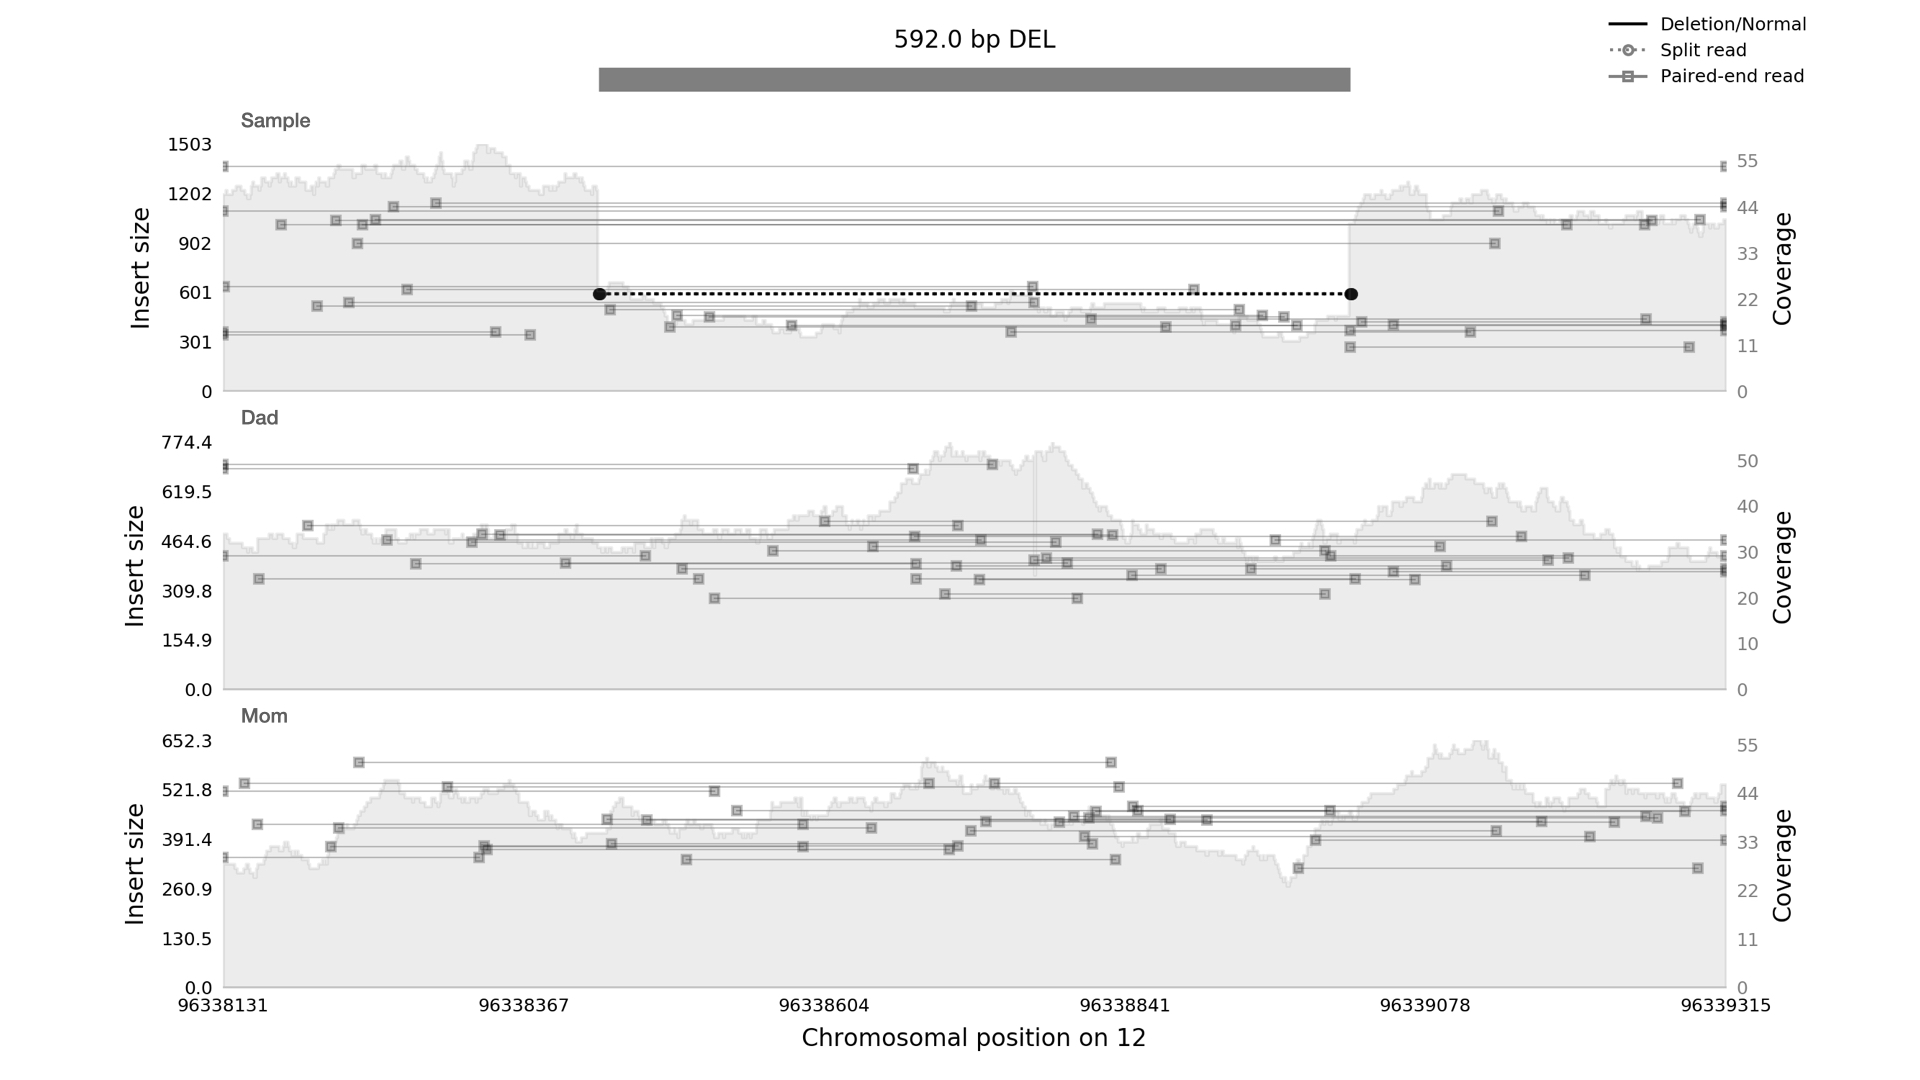 592.0 bp DEL
Deletion/Normal
Split read
Paired-end read
Sample
1503
1202
902
601
301
0
Insert size
55
44
33
22
11
0
Coverage
Dad
774.4
619.5
464.6
309.8
154.9
0.0
Insert size
50
40
30
20
10
0
Coverage
Mom
652.3
521.8
391.4
260.9
130.5
0.0
Insert size
55
44
33
22
11
0
Coverage
96338131 96338367 96338604 96338841 96339078 96339315
Chromosomal position on 12